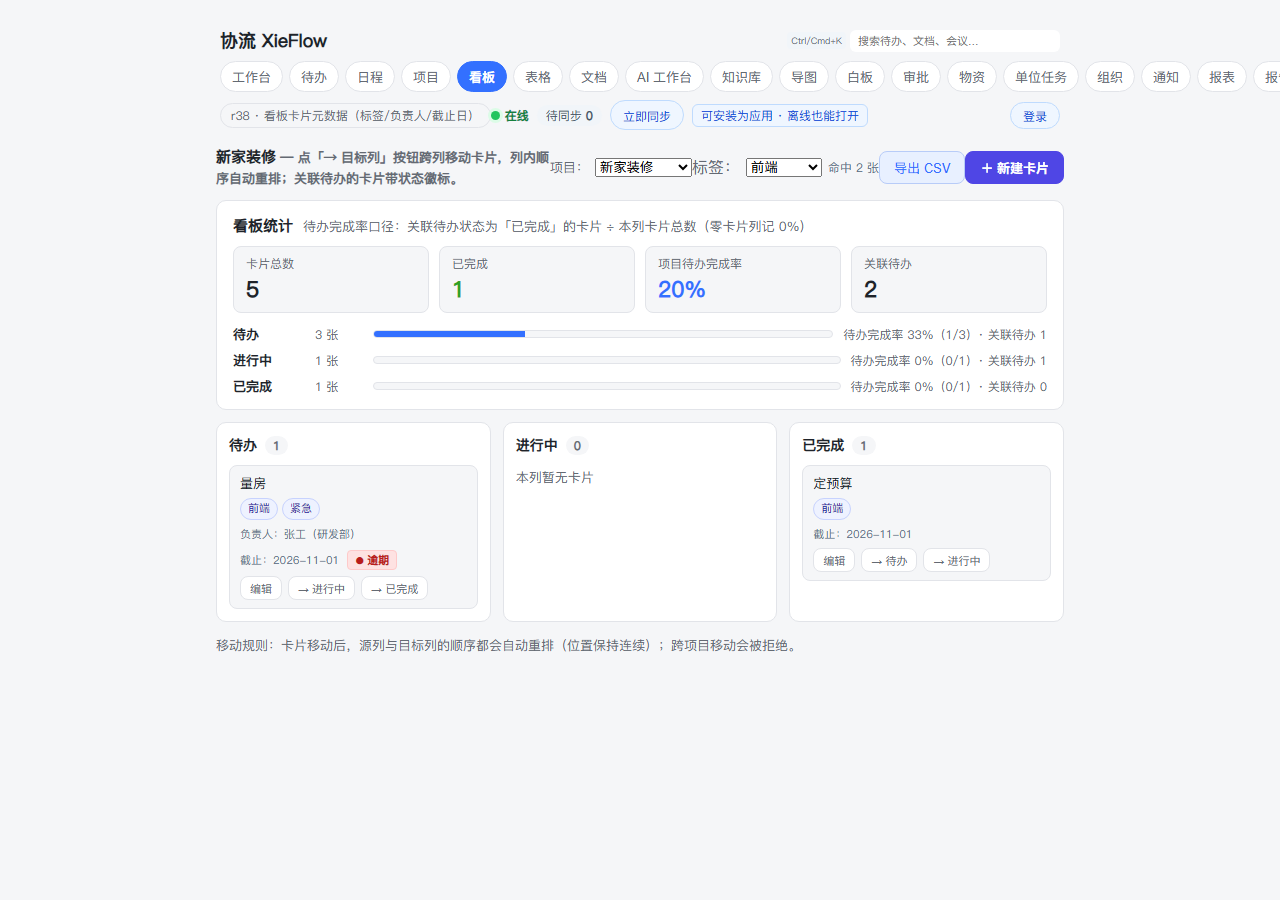 协流 XieFlow
Ctrl/Cmd+K 搜索待办、文档、会议...
工作台 待办 日程 项目 看板 表格 文档 AI 工作台 知识库 导图 白板 审批 物资 单位任务 组织 通知 报表
r38 · 看板卡片元数据（标签/负责人/截止日） 在线 待同步 0 立即同步 可安装为应用 · 离线也能打开 登录
新家装修 — 点「→ 目标列」按钮跨列移动卡片，列内顺
序自动重排；关联待办的卡片带状态徽标。
项目： 新家装修 标签： 前端 命中 2 张 导出 CSV ＋ 新建卡片
看板统计 待办完成率口径：关联待办状态为「已完成」的卡片 ÷ 本列卡片总数（零卡片列记 0%）
卡片总数 已完成 项目待办完成率 关联待办
5 1 20% 2
待办 3 张 待办完成率 33%（1/3）· 关联待办 1
进行中 1 张 待办完成率 0%（0/1）· 关联待办 1
已完成 1 张 待办完成率 0%（0/1）· 关联待办 0
待办 1
量房
前端 紧急
负责人：张工（研发部）
截止：2026-11-01 ● 逾期
编辑 → 进行中 → 已完成
进行中 0
本列暂无卡片
已完成 1
定预算
前端
截止：2026-11-01
编辑 → 待办 → 进行中
移动规则：卡片移动后，源列与目标列的顺序都会自动重排（位置保持连续）；跨项目移动会被拒绝。